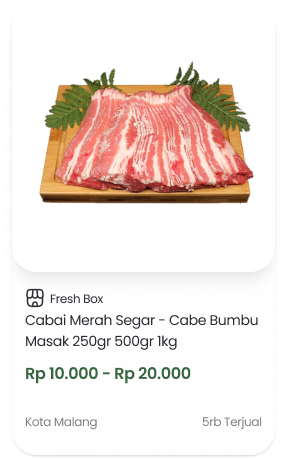 Fresh Box
Cabai Merah Segar - Cabe Bumbu
Masak 250gr 500gr 1kg
Rp 10.000 - Rp 20.000
Kota Malang
5rb Terjual